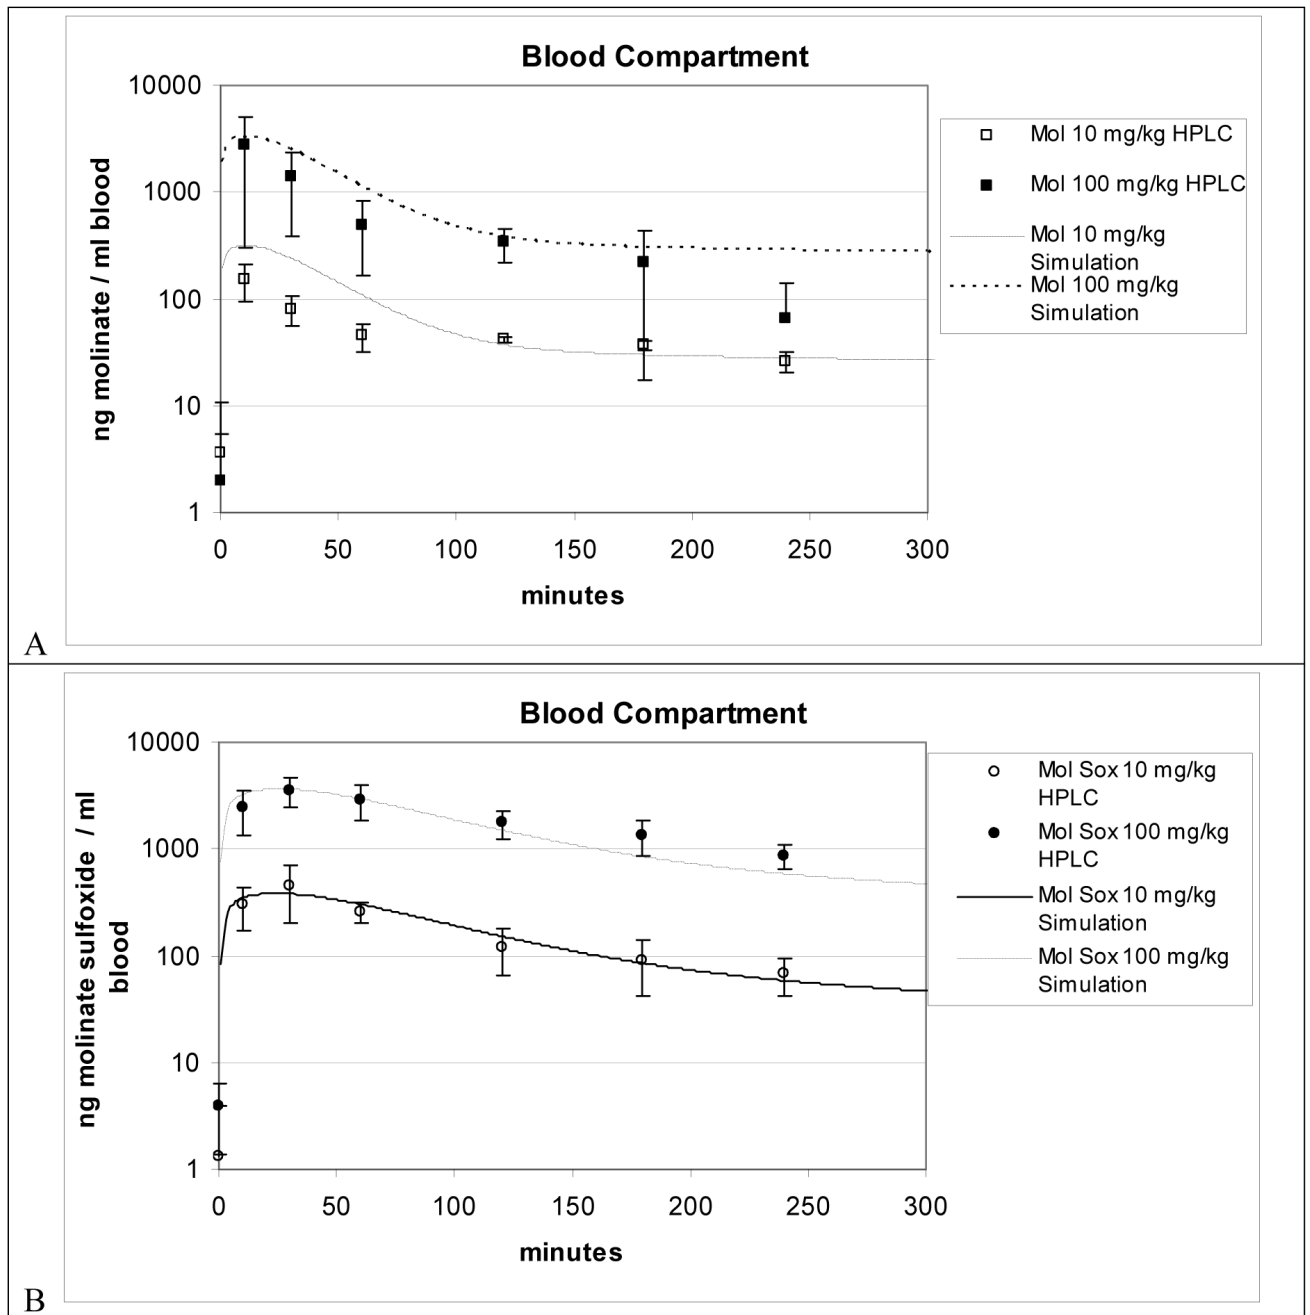 Blood Compartment
10000
1000
100
10
1
ng molinate / ml blood
0 50 100 150 200 250 300
minutes
Mol 10 mg/kg HPLC
Mol 100 mg/kg HPLC
Mol 10 mg/kg
Simulation
Mol 100 mg/kg
Simulation
A
Blood Compartment
10000
1000
100
10
1
ng molinate sulfoxide / ml
blood
0 50 100 150 200 250 300
minutes
Mol Sox 10 mg/kg
HPLC
Mol Sox 100 mg/kg
HPLC
Mol Sox 10 mg/kg
Simulation
Mol Sox 100 mg/kg
Simulation
B